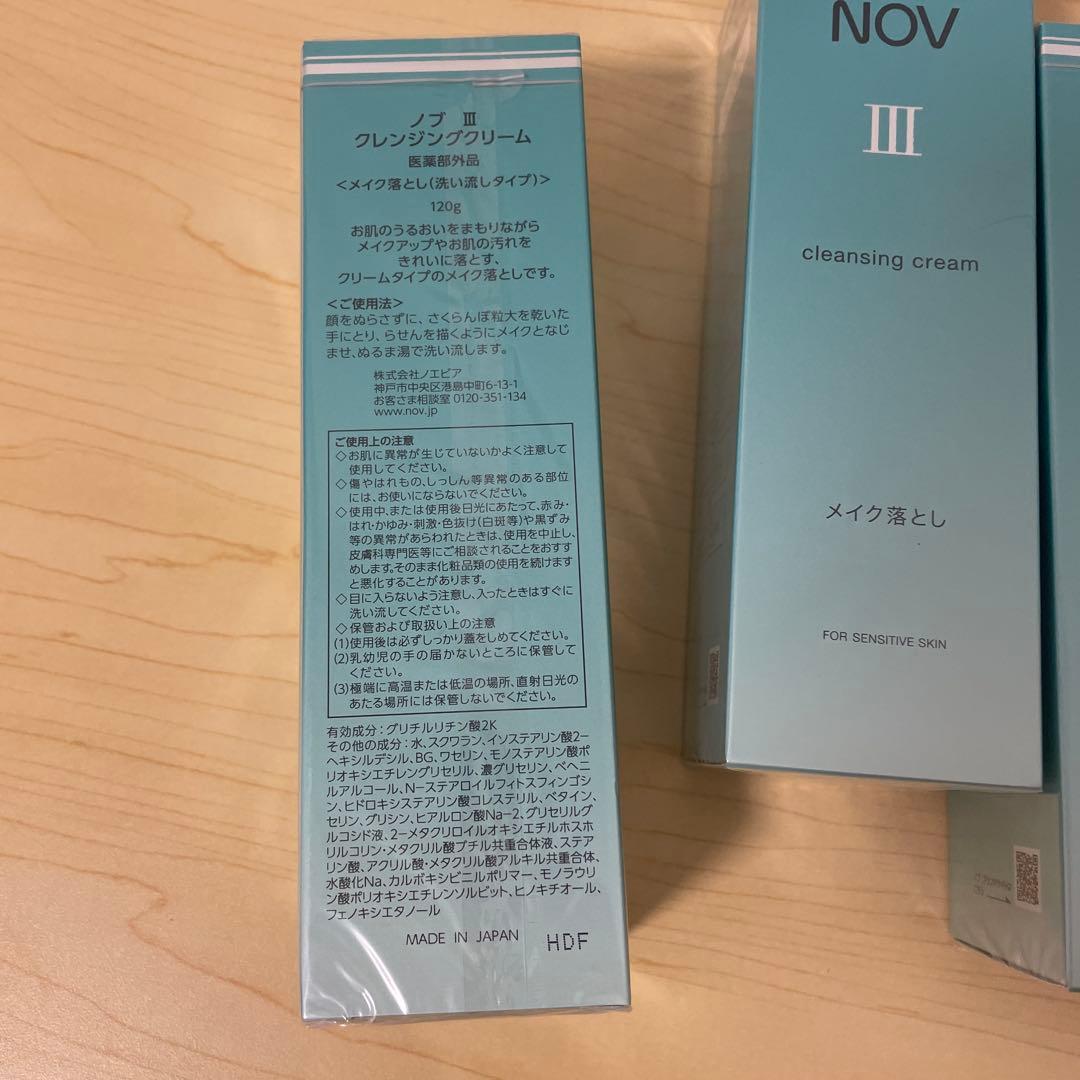 ノブ Ⅲ
クレンジングクリーム
医薬部外品
<メイク落とし(洗い流しタイプ)>
120g
お肌のうるおいをまもりながら
メイクアップやお肌の汚れを
きれいに落とす、
クリームタイプのメイク落としです。
<ご使用法>
顔をぬらさずに、さくらんぼ粒大を乾いた
手にとり、らせんを描くようにメイクとなじ
ませ、ぬるま湯で洗い流します。
株式会社ノエビア
神戸市中央区港島中町6-13-1
お客さま相談室 0120-351-134
www.nov.jp
ご使用上の注意
◇お肌に異常が生じていないかよく注意して
使用してください。
◇傷やはれもの、しっしん等異常のある部位
には、お使いにならないでください。
◇使用中、または使用後日光にあたって、赤み・
はれ・かゆみ・刺激・色抜け(白斑等)や黒ずみ
等の異常があらわれたときは、使用を中止し、
皮膚科専門医等にご相談されることをおすす
めします。そのまま化粧品類の使用を続けます
と悪化することがあります。
◇目に入らないよう注意し、入ったときはすぐに
洗い流してください。
◇保管および取扱い上の注意
(1)使用後は必ずしっかり蓋をしめてください。
(2)乳幼児の手の届かないところに保管して
ください。
(3)極端に高温または低温の場所、直射日光の
あたる場所には保管しないでください。
有効成分:グリチルリチン酸2K
その他の成分:水、スクワラン、イソステアリン酸2-
ヘキシルデシル、BG、ワセリン、モノステアリン酸ポ
リオキシエチレングリセリル、濃グリセリン、ベヘニ
ルアルコール、N-ステアロイルフィトスフィンゴシ
ン、ヒドロキシステアリン酸コレステリル、ベタイン、
セリン、グリシン、ヒアルロン酸Na-2、グリセリルグ
ルコシド液、2-メタクリロイルオキシエチルホスホ
リルコリン・メタクリル酸ブチル共重合体液、ステア
リン酸、アクリル酸・メタクリル酸アルキル共重合体、
水酸化Na、カルボキシビニルポリマー、モノラウリ
ン酸ポリオキシエチレンソルビット、ヒノキチオール、
フェノキシエタノール
MADE IN JAPAN HDF
NOV
Ⅲ
cleansing cream
メイク落とし
FOR SENSITIVE SKIN